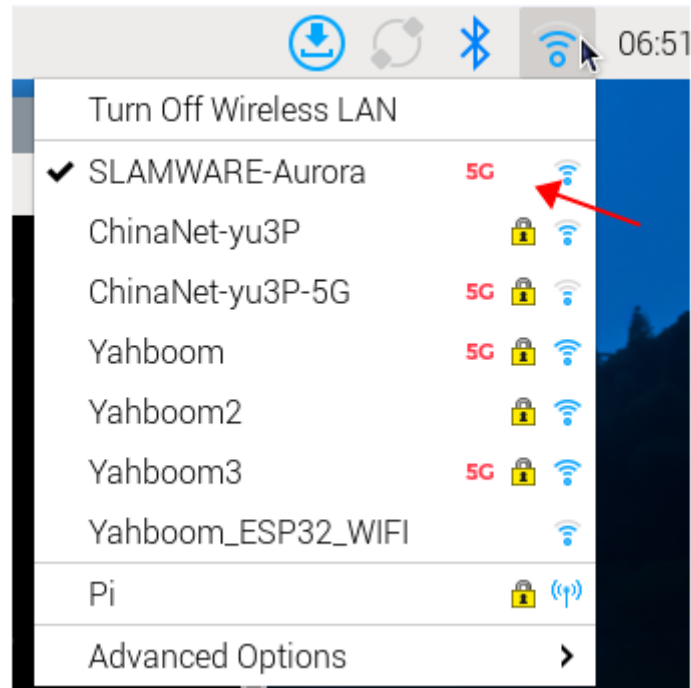 06:51
Turn Off Wireless LAN
SLAMWARE-Aurora 5G
ChinaNet-yu3P
ChinaNet-yu3P-5G 5G
Yahboom 5G
Yahboom2
Yahboom3 5G
Yahboom_ESP32_WIFI
Pi
Advanced Options